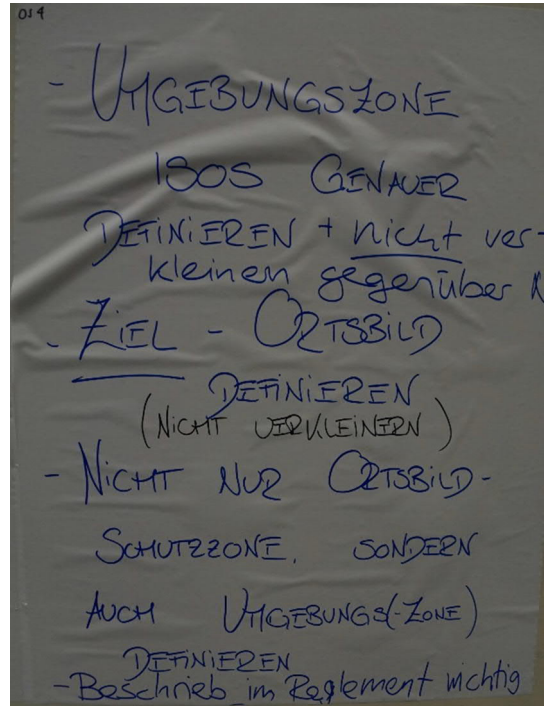 OS 4
- UMGEBUNGSZONE
ISOS GENAUER
DEFINIEREN + nicht ver-
kleinern gegenüber
- ZIEL - ORTSBILD
DEFINIEREN
(NICHT VERKLEINERN)
- NICHT NUR ORTSBILD-
SCHUTZZONE, SONDERN
AUCH UMGEBUNGS(-ZONE)
DEFINIEREN
- Beschrieb im Reglement wichtig